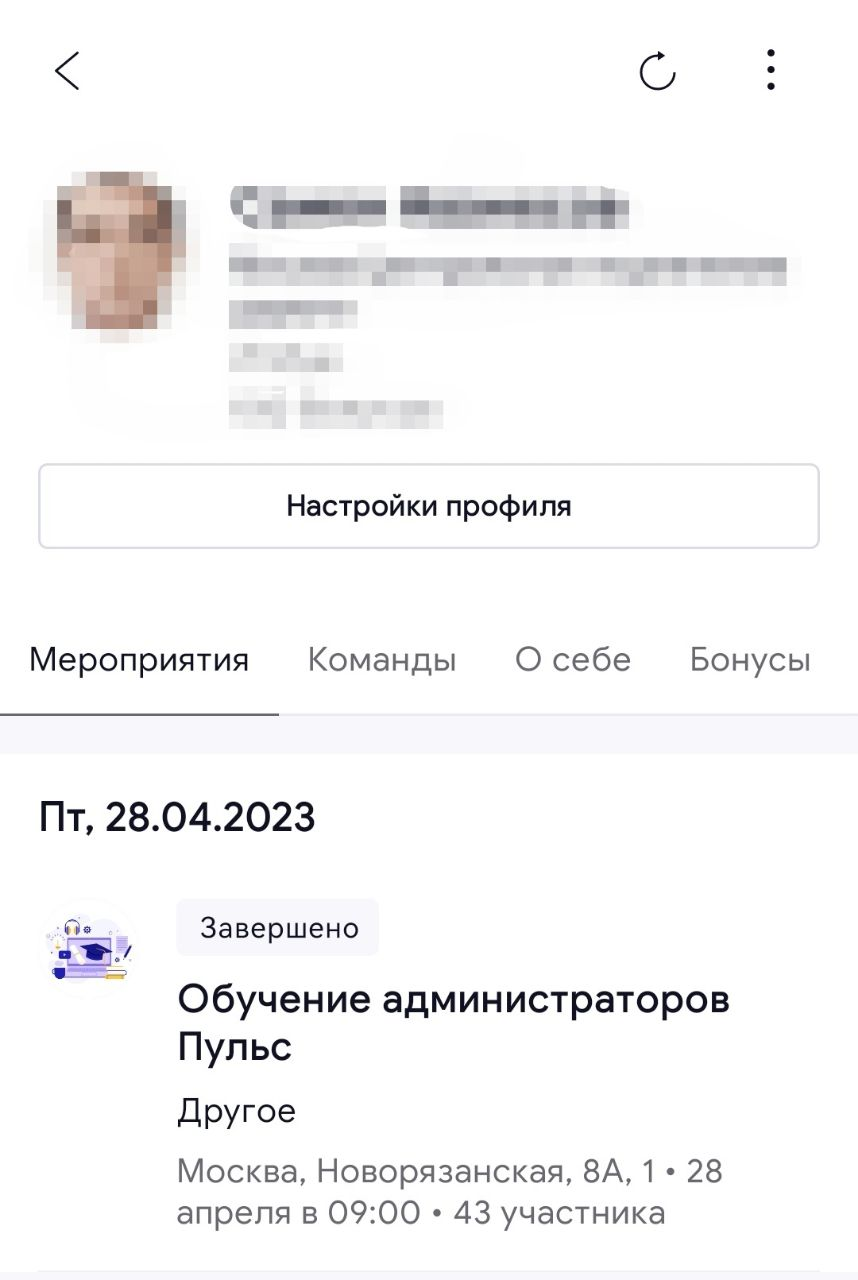 Настройки профиля
Мероприятия Команды О себе Бонусы
Пт, 28.04.2023
Завершено
Обучение администраторов
Пульс
Другое
Москва, Новорязанская, 8А, 1 • 28
апреля в 09:00 • 43 участника